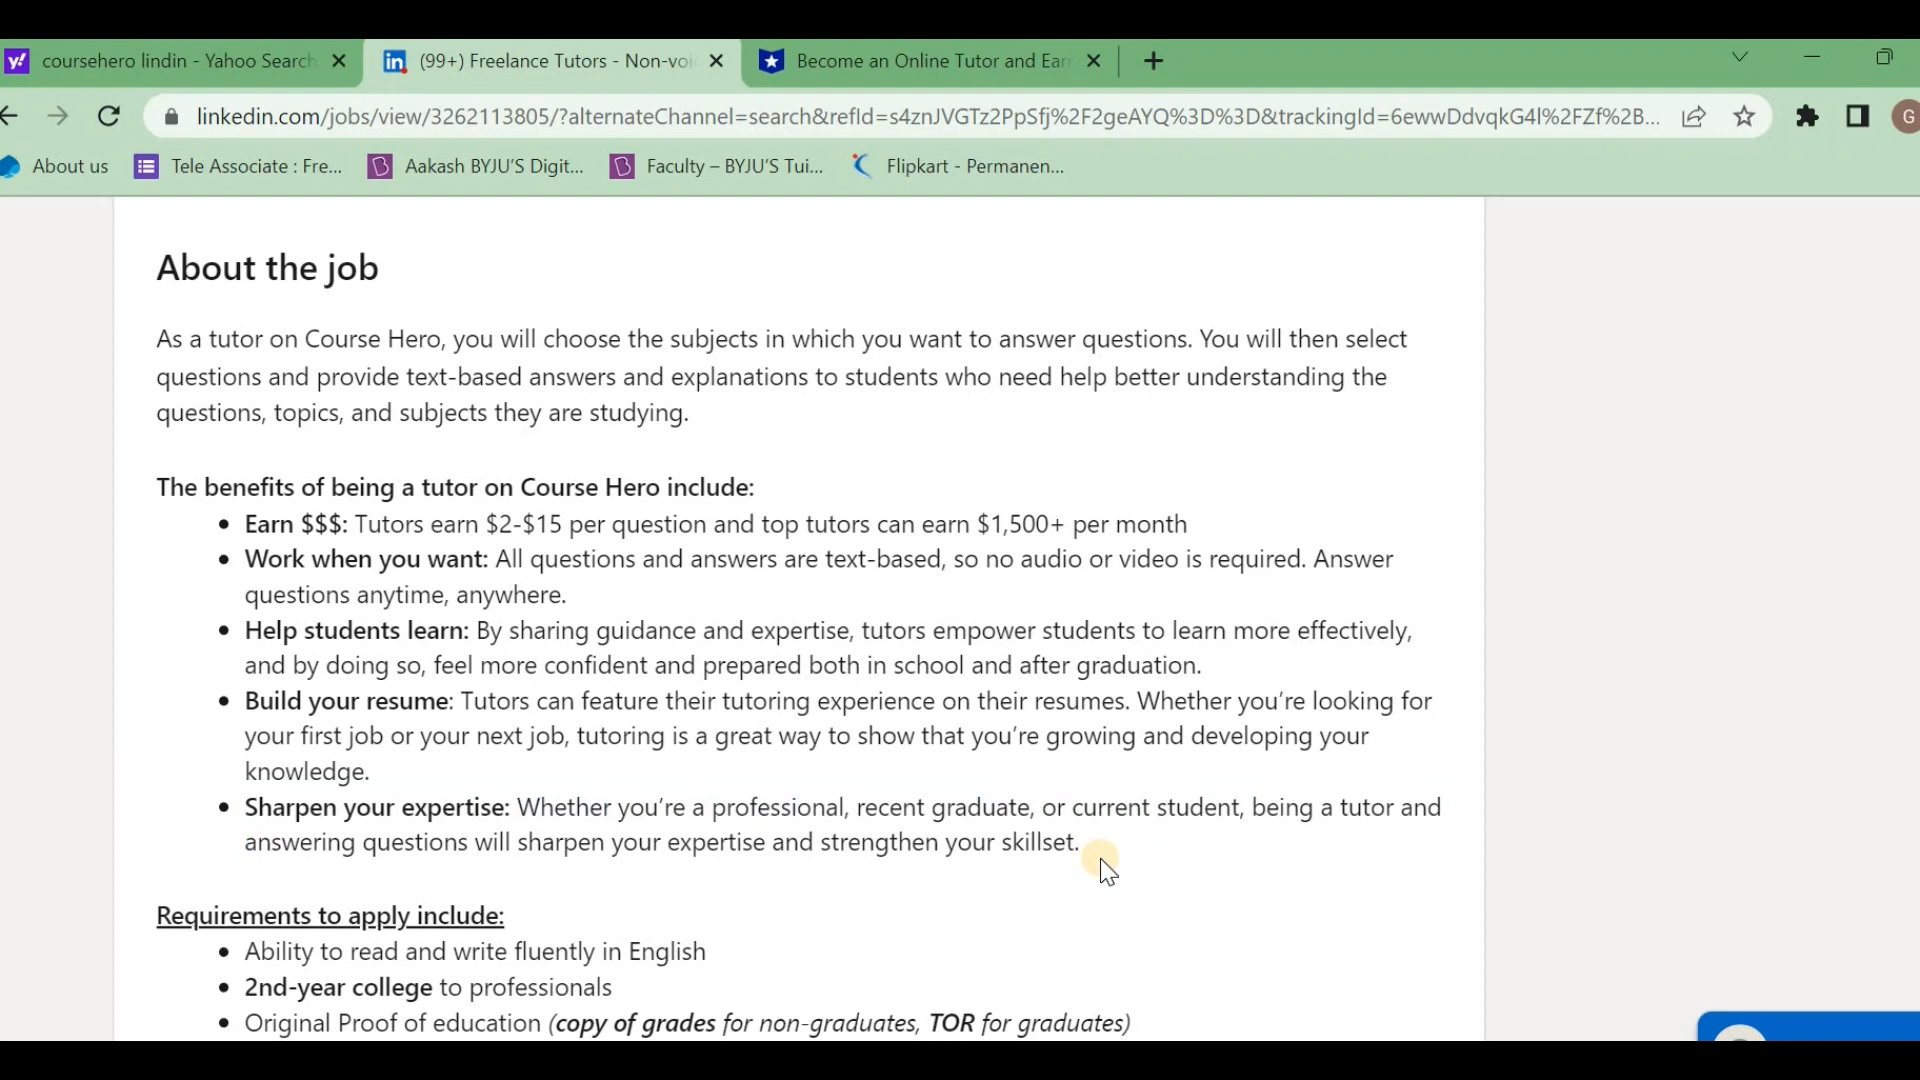 coursehero lindin - Yahoo Search
(99+) Freelance Tutors - Non-voi
Become an Online Tutor and Ear
linkedin.com/jobs/view/3262113805/?alternateChannel=search&refId=s4znJVGTz2PpSfj%2F2geAYQ%3D%3D&trackingId=6ewwDdvqkG4l%2FZf%2B...
G
About us
Tele Associate : Fre...
Aakash BYJU'S Digit...
Faculty – BYJU'S Tui...
Flipkart - Permanen...
About the job
As a tutor on Course Hero, you will choose the subjects in which you want to answer questions. You will then select
questions and provide text-based answers and explanations to students who need help better understanding the
questions, topics, and subjects they are studying.
The benefits of being a tutor on Course Hero include:
• Earn $$$: Tutors earn $2-$15 per question and top tutors can earn $1,500+ per month
• Work when you want: All questions and answers are text-based, so no audio or video is required. Answer
questions anytime, anywhere.
• Help students learn: By sharing guidance and expertise, tutors empower students to learn more effectively,
and by doing so, feel more confident and prepared both in school and after graduation.
• Build your resume: Tutors can feature their tutoring experience on their resumes. Whether you're looking for
your first job or your next job, tutoring is a great way to show that you're growing and developing your
knowledge.
• Sharpen your expertise: Whether you're a professional, recent graduate, or current student, being a tutor and
answering questions will sharpen your expertise and strengthen your skillset.
Requirements to apply include:
• Ability to read and write fluently in English
• 2nd-year college to professionals
• Original Proof of education (copy of grades for non-graduates, TOR for graduates)